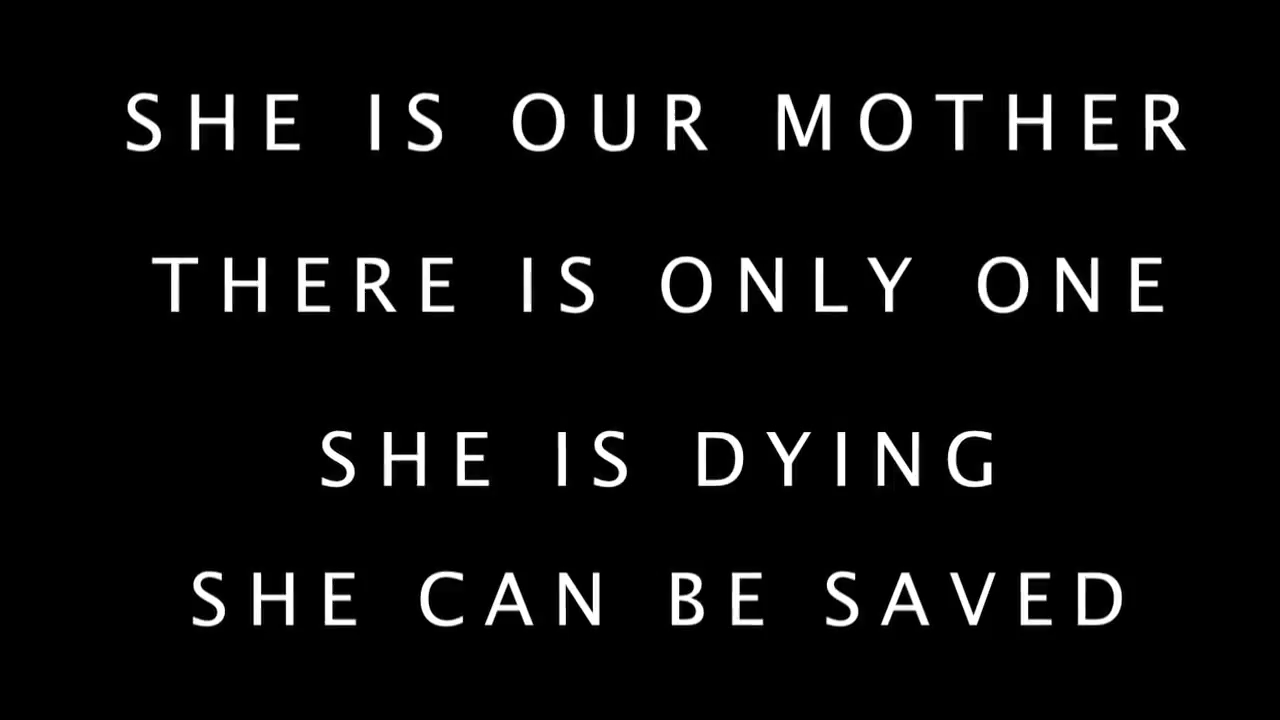 SHE IS OUR MOTHER
THERE IS ONLY ONE
SHE IS DYING
SHE CAN BE SAVED